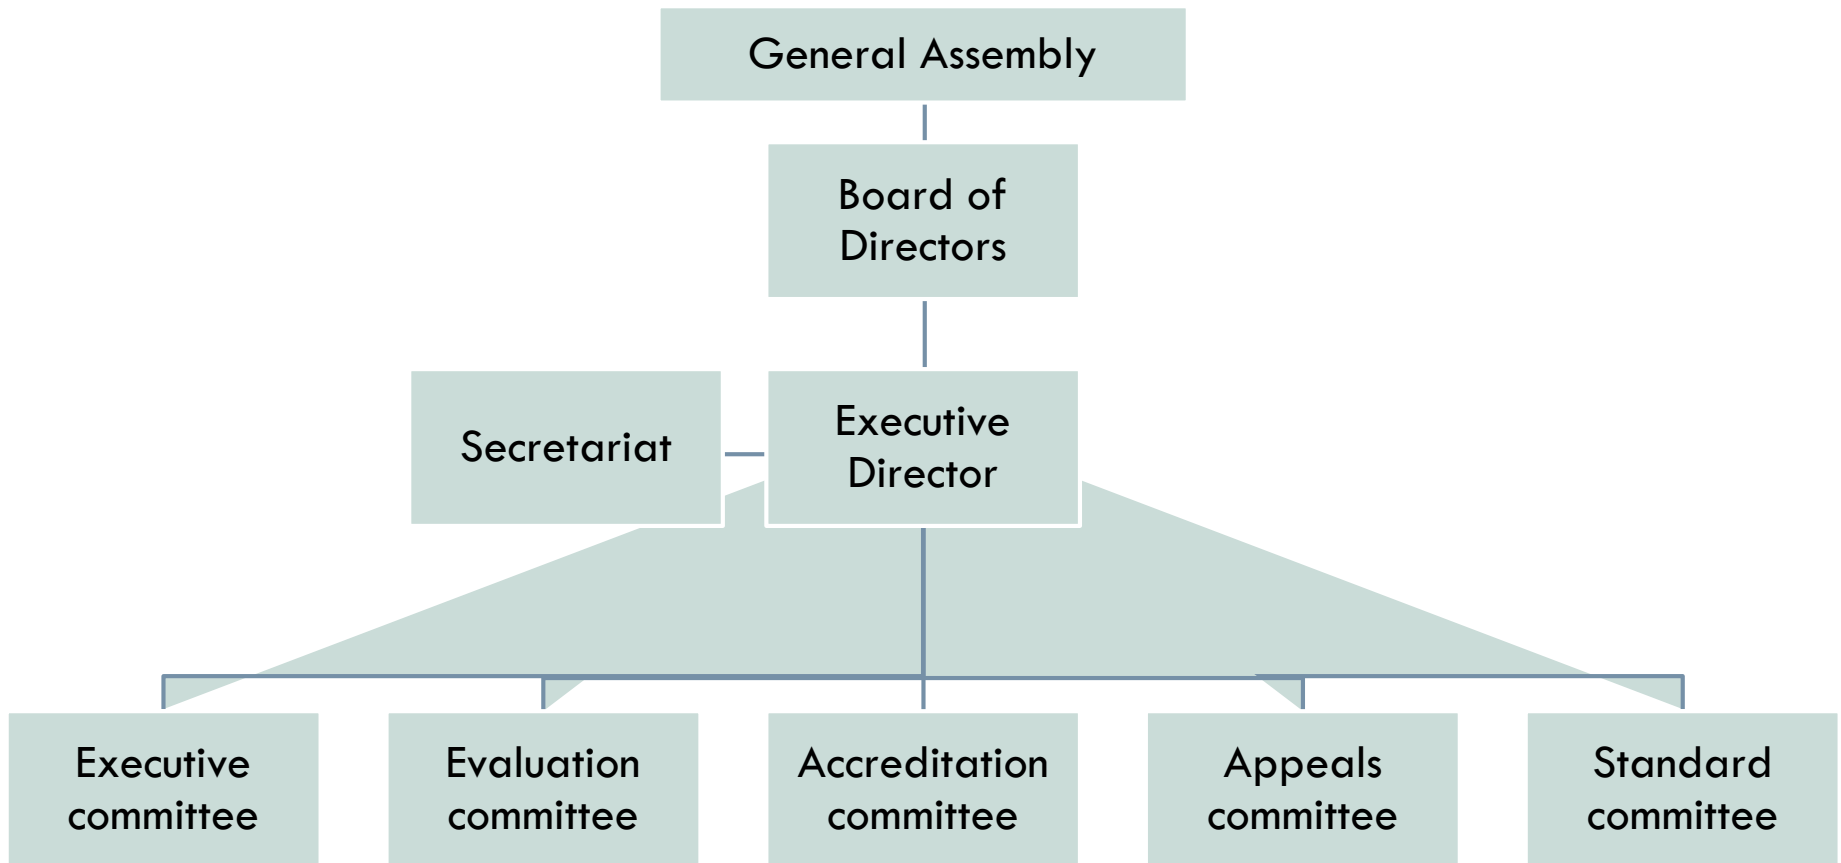 General Assembly
Board of
Directors
Secretariat
Executive
Director
Executive
committee
Evaluation
committee
Accreditation
committee
Appeals
committee
Standard
committee